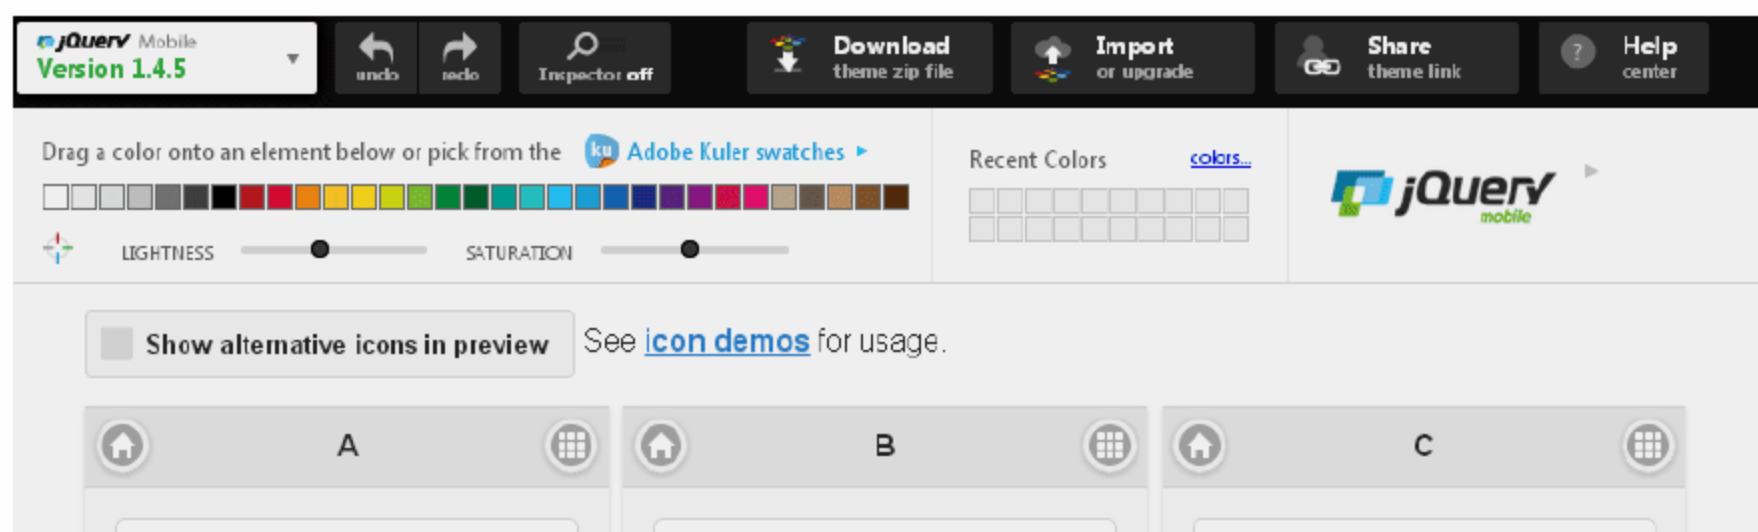 jQuery Mobile
Version 1.4.5
undo
redo
Inspector off
Download
theme zip file
Import
or upgrade
Share
theme link
?
Help
center
Drag a color onto an element below or pick from the ku Adobe Kuler swatches
LIGHTNESS
SATURATION
Recent Colors
colors...
jQuery
mobile
Show alternative icons in preview
See icon demos for usage.
A
B
C